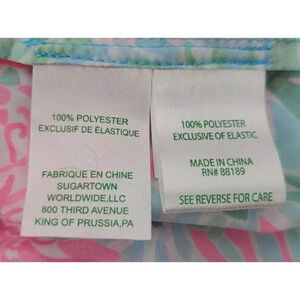 100% POLYESTER
EXCLUSIF DE ÉLASTIQUE
FABRIQUE EN CHINE
SUGARTOWN
WORLDWIDE,LLC
800 THIRD AVENUE
KING OF PRUSSIA,PA
100% POLYESTER
EXCLUSIVE OF ELASTIC
MADE IN CHINA
RN# 88189
SEE REVERSE FOR CARE